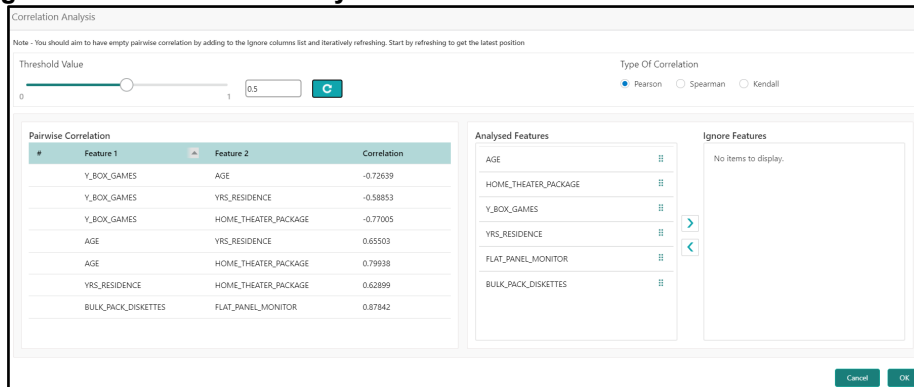 Correlation Analysis
Note - You should aim to have empty pairwise correlation by adding to the Ignore columns list and iteratively refreshing. Start by refreshing to get the latest position
Threshold Value
0
1
0.5
Type Of Correlation
Pearson Spearman Kendall
Pairwise Correlation
# Feature 1 Feature 2 Correlation
Y_BOX_GAMES AGE -0.72639
Y_BOX_GAMES YRS_RESIDENCE -0.58853
Y_BOX_GAMES HOME_THEATER_PACKAGE -0.77005
AGE YRS_RESIDENCE 0.65503
AGE HOME_THEATER_PACKAGE 0.79938
YRS_RESIDENCE HOME_THEATER_PACKAGE 0.62899
BULK_PACK_DISKETTES FLAT_PANEL_MONITOR 0.87842
Analysed Features
AGE
HOME_THEATER_PACKAGE
Y_BOX_GAMES
YRS_RESIDENCE
FLAT_PANEL_MONITOR
BULK_PACK_DISKETTES
Ignore Features
No items to display.
Cancel OK